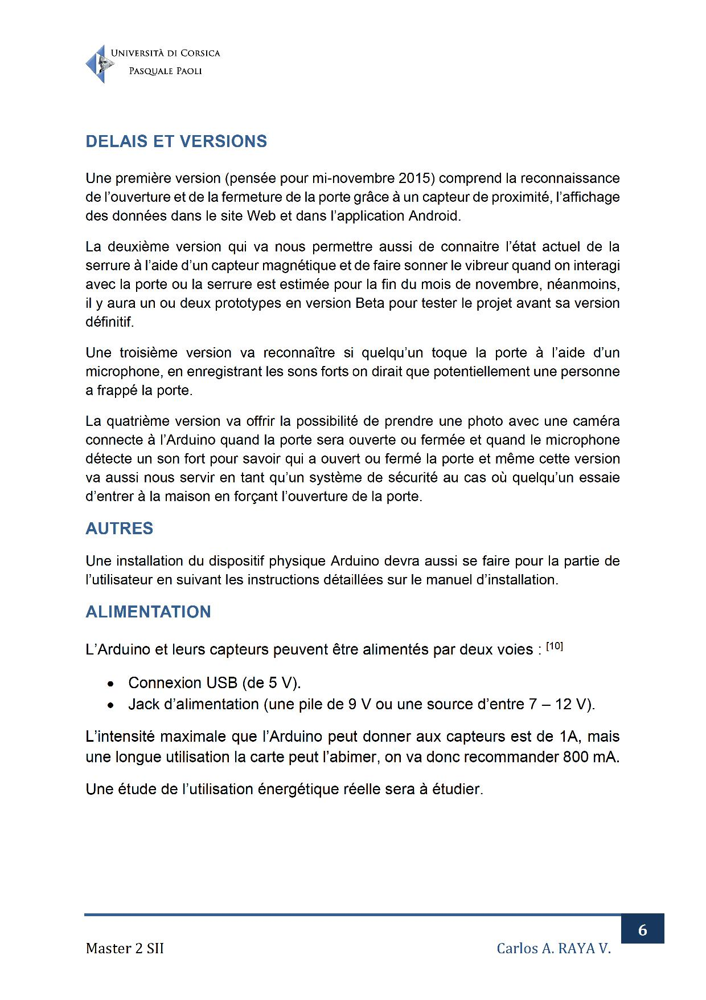 UNIVERSITÀ DI CORSICA
PASQUALE PAOLI
DELAIS ET VERSIONS
Une première version (pensée pour mi-novembre 2015) comprend la reconnaissance
de l’ouverture et de la fermeture de la porte grâce à un capteur de proximité, l’affichage
des données dans le site Web et dans l’application Android.
La deuxième version qui va nous permettre aussi de connaitre l’état actuel de la
serrure à l’aide d’un capteur magnétique et de faire sonner le vibreur quand on interagi
avec la porte ou la serrure est estimée pour la fin du mois de novembre, néanmoins,
il y aura un ou deux prototypes en version Beta pour tester le projet avant sa version
définitif.
Une troisième version va reconnaître si quelqu’un toque la porte à l’aide d’un
microphone, en enregistrant les sons forts on dirait que potentiellement une personne
a frappé la porte.
La quatrième version va offrir la possibilité de prendre une photo avec une caméra
connecte à l’Arduino quand la porte sera ouverte ou fermée et quand le microphone
détecte un son fort pour savoir qui a ouvert ou fermé la porte et même cette version
va aussi nous servir en tant qu’un système de sécurité au cas où quelqu’un essaie
d’entrer à la maison en forçant l’ouverture de la porte.
AUTRES
Une installation du dispositif physique Arduino devra aussi se faire pour la partie de
l’utilisateur en suivant les instructions détaillées sur le manuel d’installation.
ALIMENTATION
L’Arduino et leurs capteurs peuvent être alimentés par deux voies : [10]
• Connexion USB (de 5 V).
• Jack d’alimentation (une pile de 9 V ou une source d’entre 7 – 12 V).
L’intensité maximale que l’Arduino peut donner aux capteurs est de 1A, mais
une longue utilisation la carte peut l’abimer, on va donc recommander 800 mA.
Une étude de l’utilisation énergétique réelle sera à étudier.
6
Master 2 SII Carlos A. RAYA V.